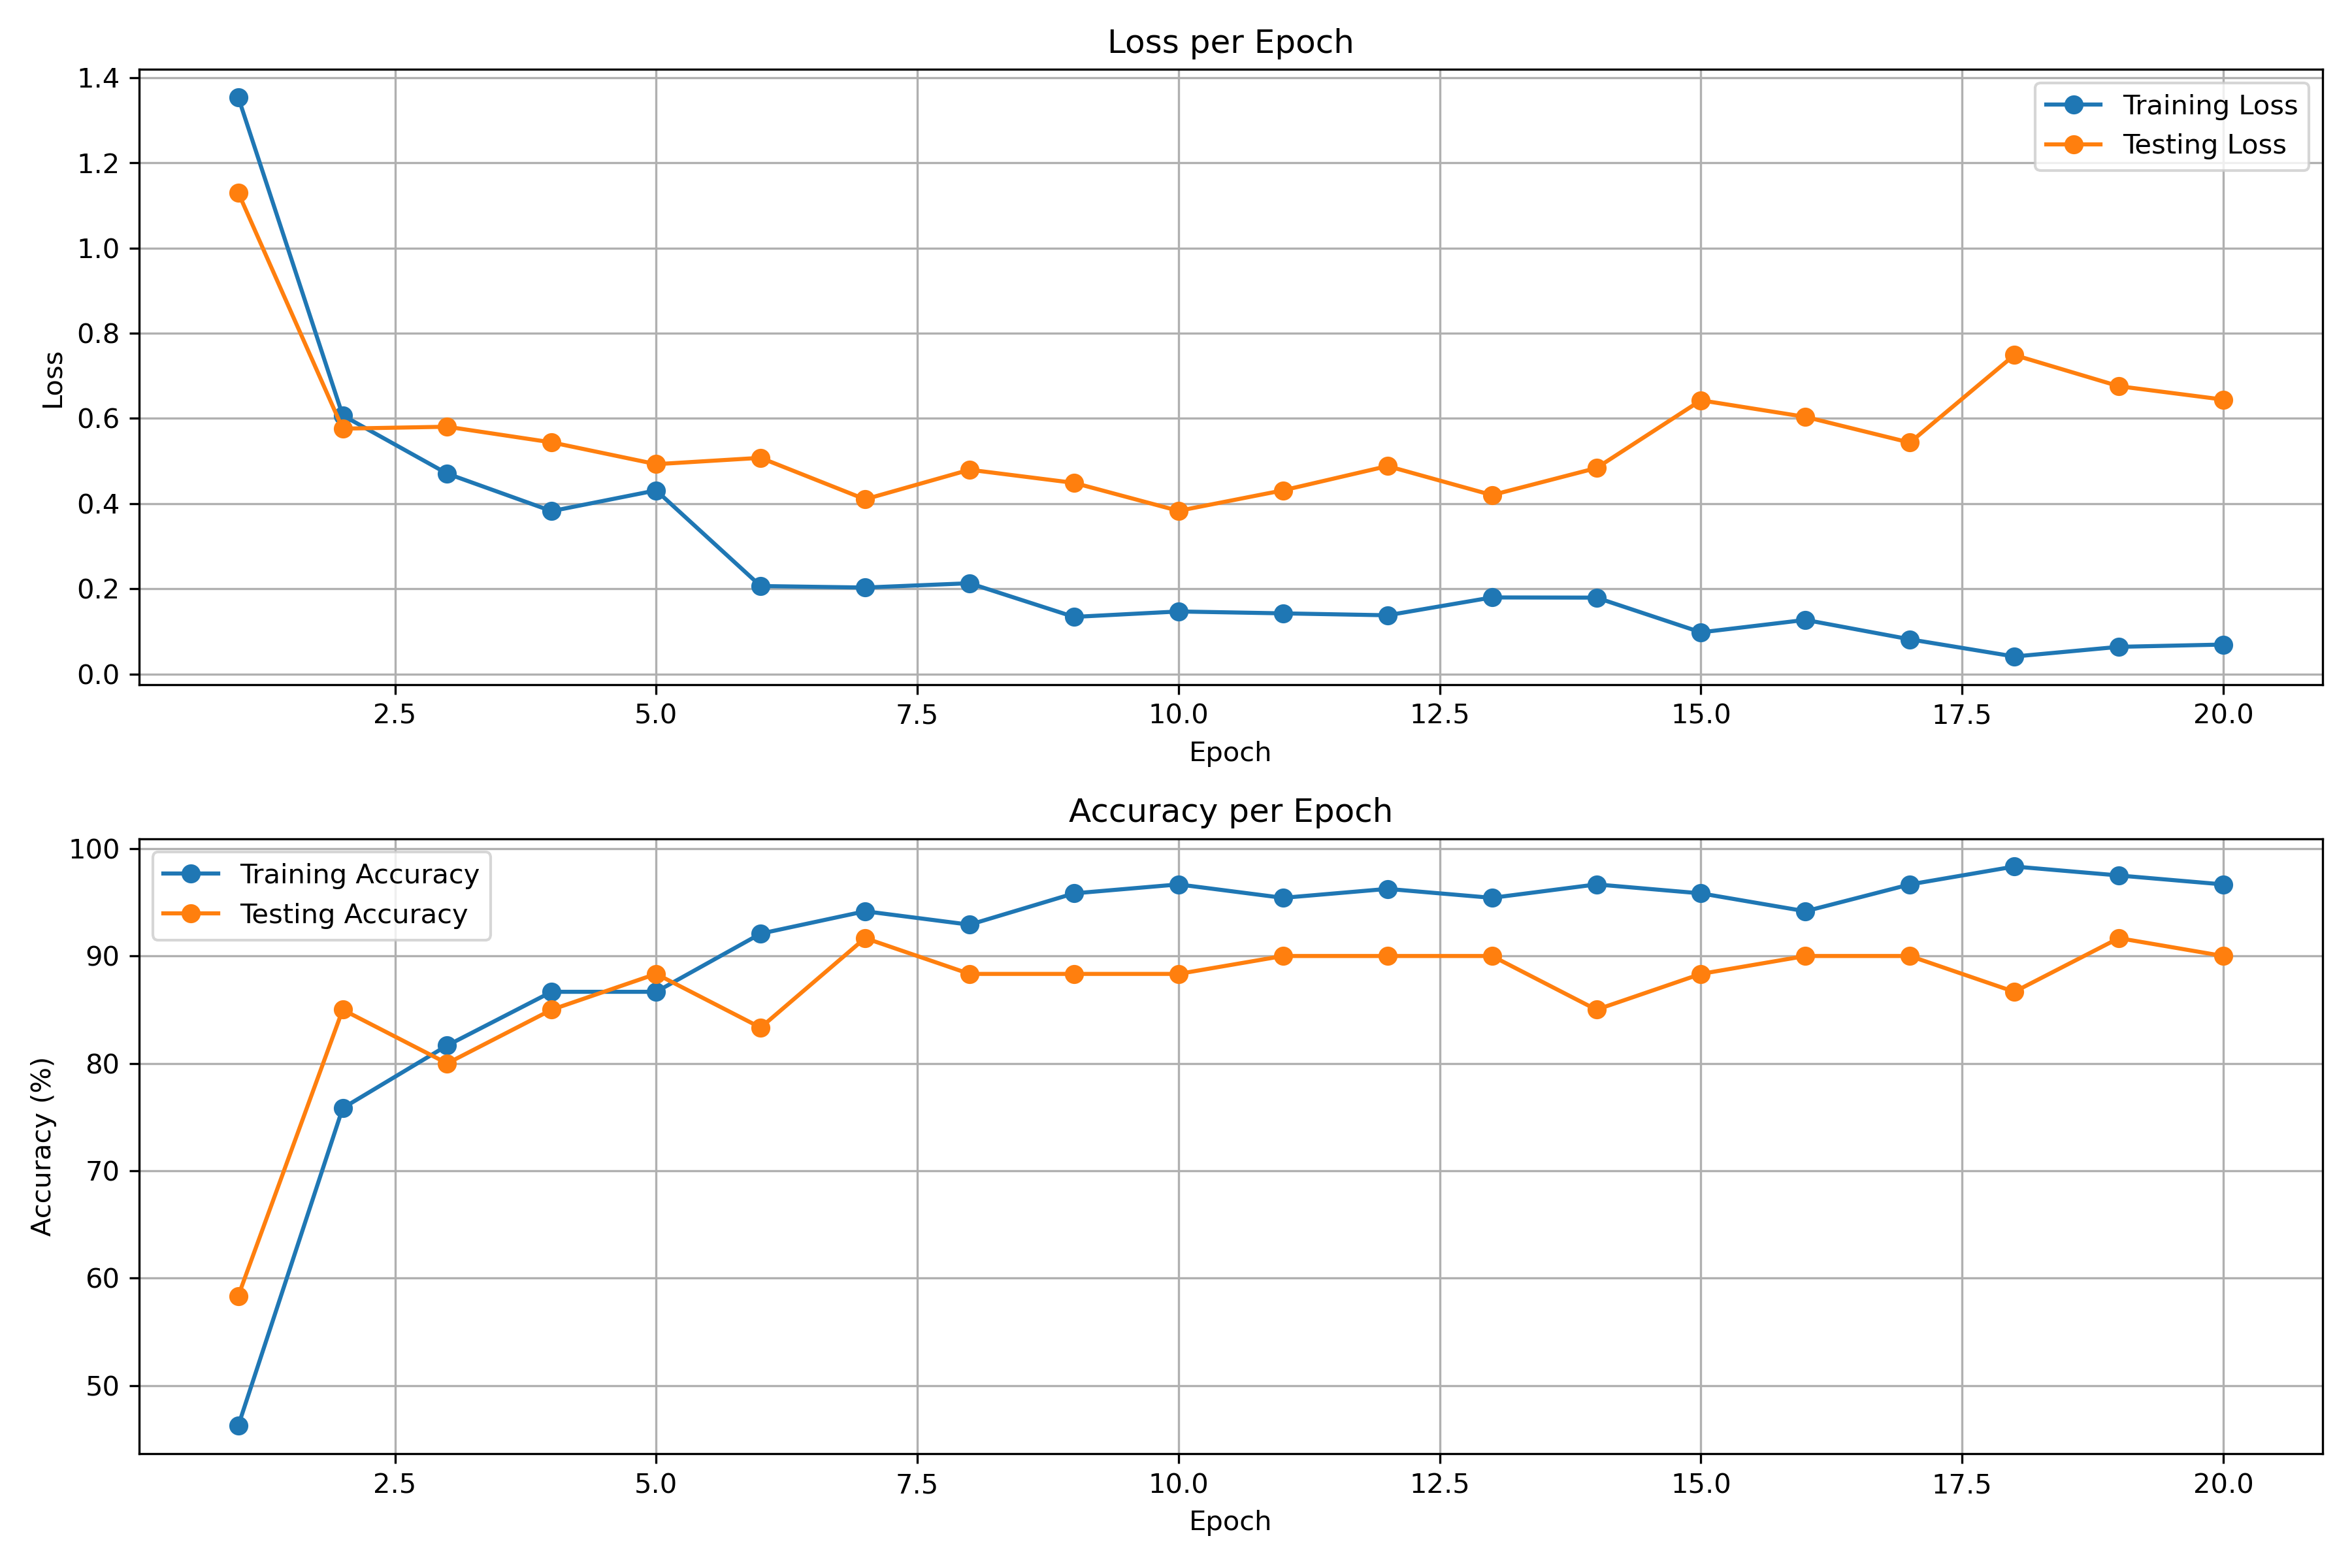 Loss per Epoch
1.4
1.2
1.0
0.8
0.6
0.4
0.2
0.0
Loss
Training Loss
Testing Loss
2.5 5.0 7.5 10.0 12.5 15.0 17.5 20.0
Epoch
Accuracy per Epoch
100
90
80
70
60
50
Accuracy (%)
Training Accuracy
Testing Accuracy
2.5 5.0 7.5 10.0 12.5 15.0 17.5 20.0
Epoch